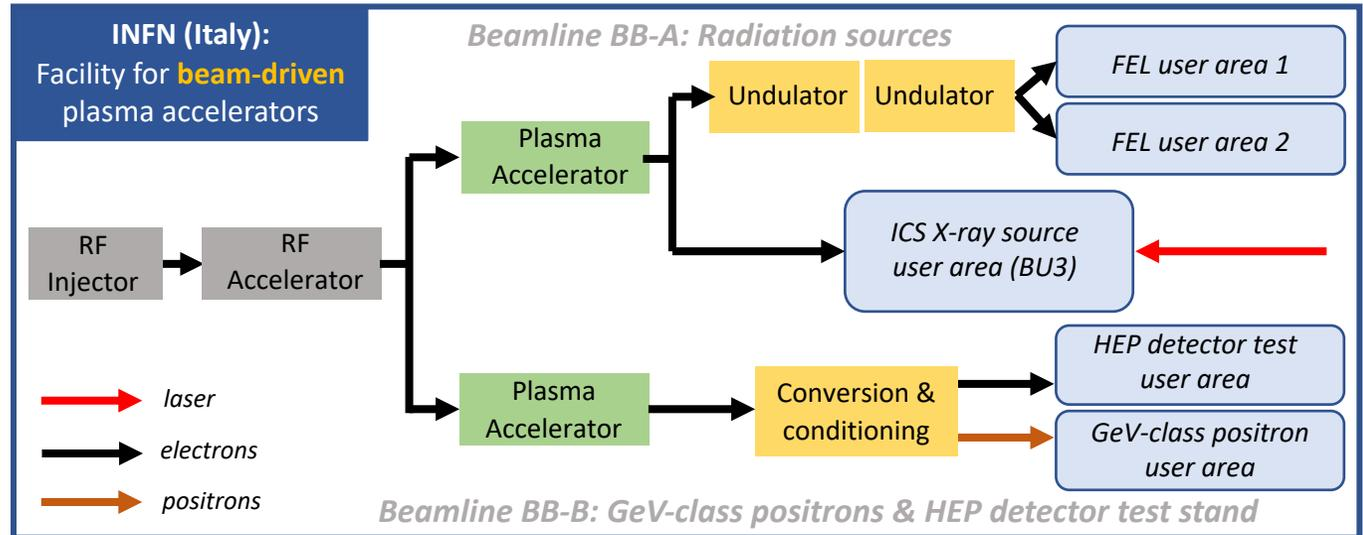 INFN (Italy):
Facility for beam-driven
plasma accelerators
Beamline BB-A: Radiation sources
Undulator
Undulator
FEL user area 1
FEL user area 2
Plasma
Accelerator
ICS X-ray source
user area (BU3)
RF
Injector
RF
Accelerator
Plasma
Accelerator
Conversion &
conditioning
HEP detector test
user area
GeV-class positron
user area
laser
electrons
positrons
Beamline BB-B: GeV-class positrons & HEP detector test stand